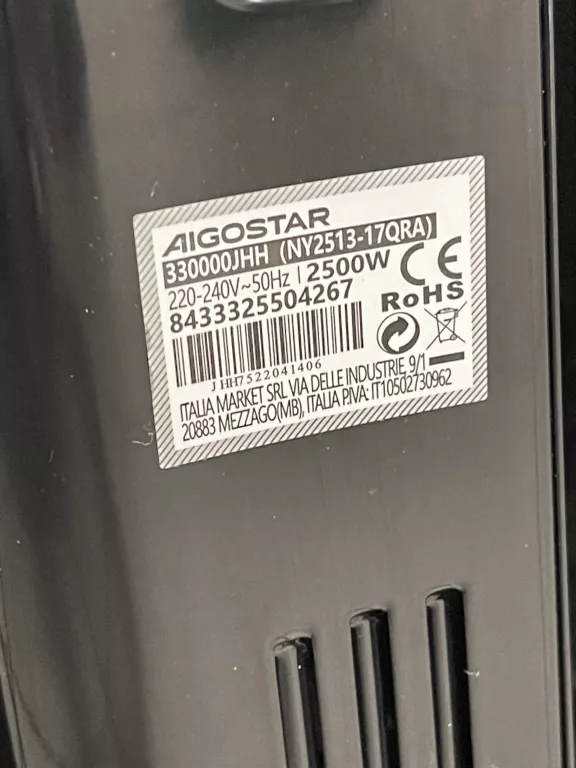 AIGOSTAR
330000JHH (NY2513-17QRA)
220-240V~50Hz | 2500W CE
8433325504267 RoHS
JHH7522041406
ITALIA MARKET SRL VIA DELLE INDUSTRIE, 9/1
20883 MEZZAGO(MB), ITALIA P.IVA: IT10502730962